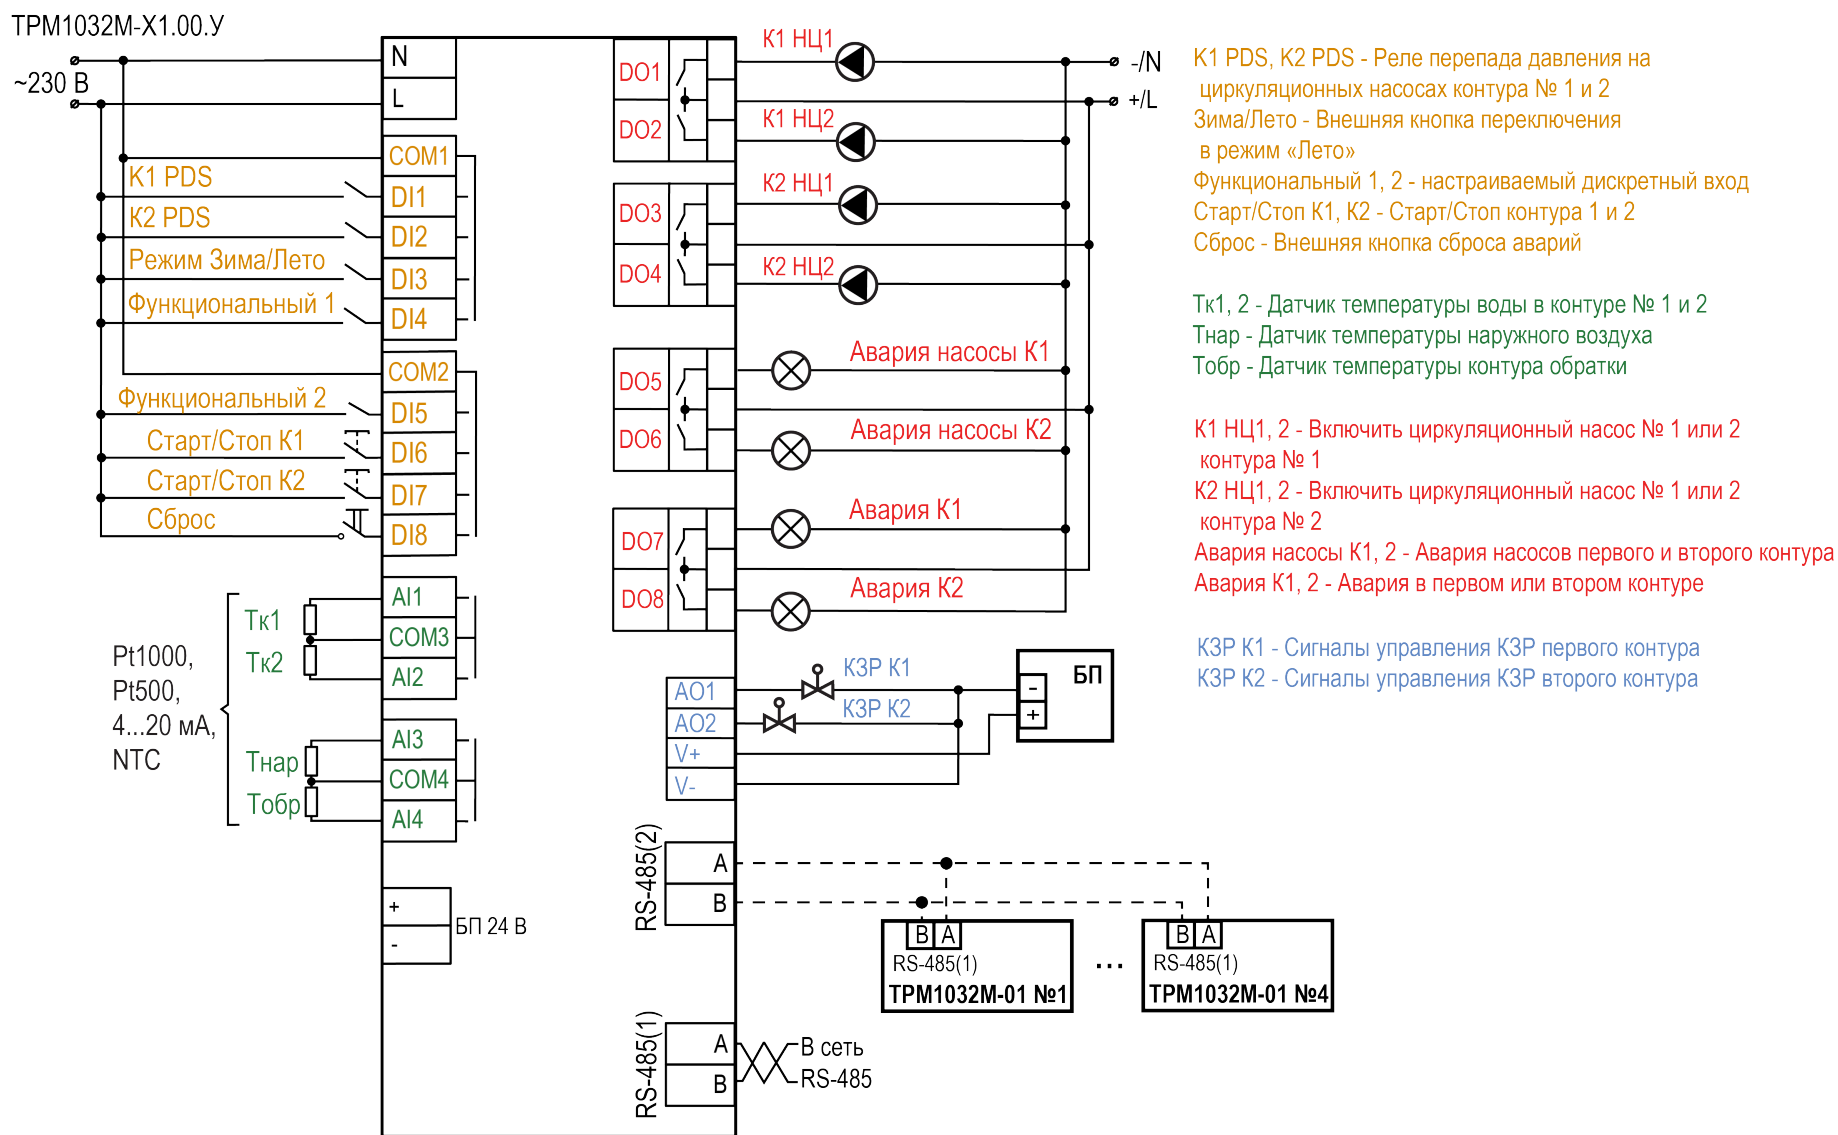 ТРМ1032М-Х1.00.У
~230 В
N
L
COM1
K1 PDS
DI1
К2 PDS
DI2
Режим Зима/Лето
DI3
Функциональный 1
DI4
COM2
Функциональный 2
DI5
Старт/Стоп К1
DI6
Старт/Стоп К2
DI7
Сброс
DI8
Pt1000,
Pt500,
4...20 мА,
NTC
Тк1
Тк2
AI1
COM3
AI2
Тнар
Тобр
AI3
COM4
AI4
+
-
БП 24 В
DO1
DO2
К1 НЦ1
К1 НЦ2
-/N
+/L
DO3
DO4
К2 НЦ1
К2 НЦ2
DO5
DO6
Авария насосы К1
Авария насосы К2
DO7
DO8
Авария К1
Авария К2
AO1
AO2
V+
V-
КЗР К1
КЗР К2
-
+
БП
RS-485(2)
A
B
B A
RS-485(1)
ТРМ1032М-01 №1
...
B A
RS-485(1)
ТРМ1032М-01 №4
RS-485(1)
A
B
В сеть
RS-485
K1 PDS, K2 PDS - Реле перепада давления на
циркуляционных насосах контура № 1 и 2
Зима/Лето - Внешняя кнопка переключения
в режим «Лето»
Функциональный 1, 2 - настраиваемый дискретный вход
Старт/Стоп К1, К2 - Старт/Стоп контура 1 и 2
Сброс - Внешняя кнопка сброса аварий
Тк1, 2 - Датчик температуры воды в контуре № 1 и 2
Тнар - Датчик температуры наружного воздуха
Тобр - Датчик температуры контура обратки
К1 НЦ1, 2 - Включить циркуляционный насос № 1 или 2
контура № 1
К2 НЦ1, 2 - Включить циркуляционный насос № 1 или 2
контура № 2
Авария насосы К1, 2 - Авария насосов первого и второго контура
Авария К1, 2 - Авария в первом или втором контуре
КЗР К1 - Сигналы управления КЗР первого контура
КЗР К2 - Сигналы управления КЗР второго контура